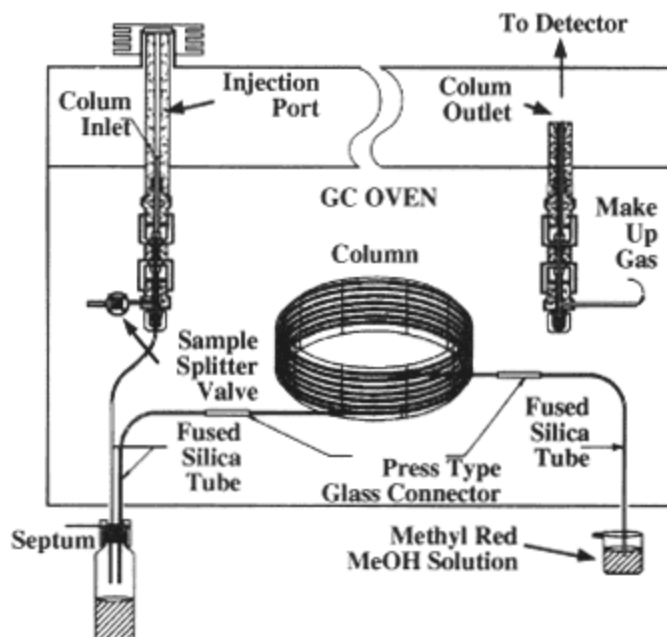 To Detector
Injection
Port
Colum
Inlet
Colum
Outlet
GC OVEN
Make
Up
Gas
Column
Sample
Splitter
Valve
Fused
Silica
Tube
Press Type
Glass Connector
Fused
Silica
Tube
Septum
Methyl Red
MeOH Solution